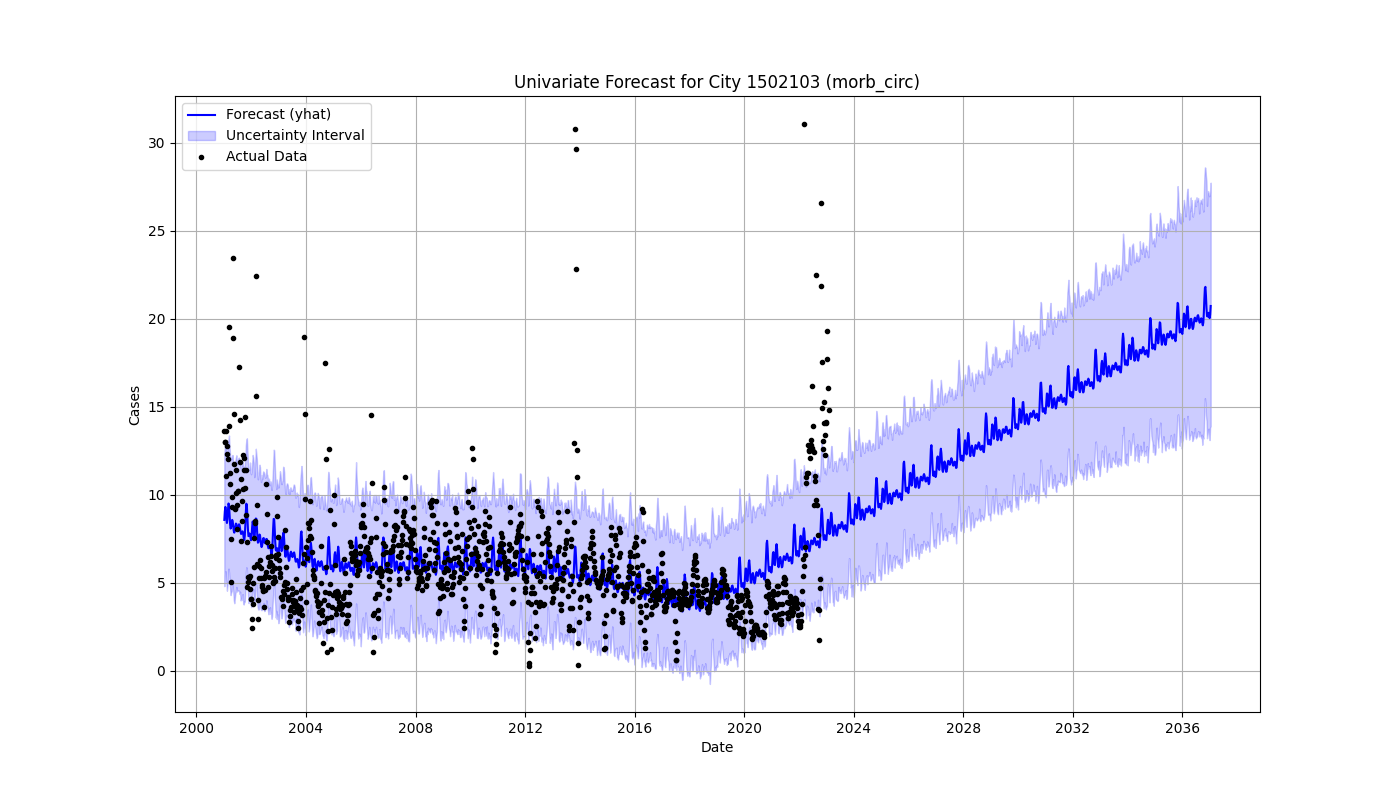 Univariate Forecast for City 1502103 (morb_circ)
Forecast (yhat)
Uncertainty Interval
Actual Data
Cases
30
25
20
15
10
5
0
2000 2004 2008 2012 2016 2020 2024 2028 2032 2036
Date